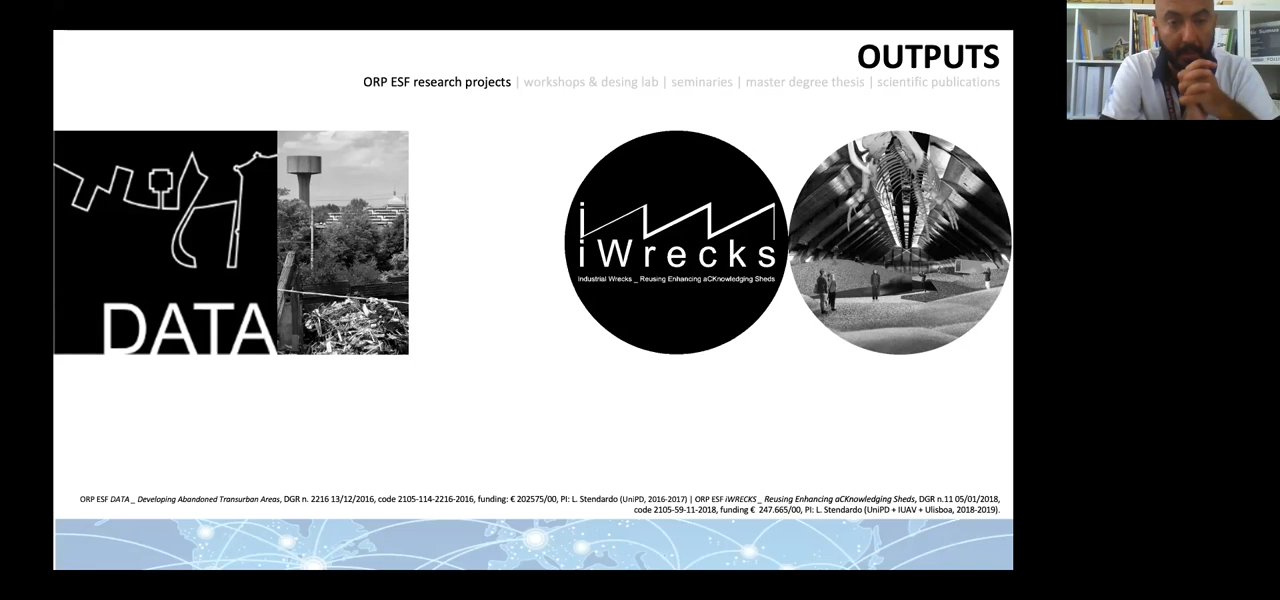 OUTPUTS
ORP ESF research projects | workshops & desing lab | seminaries | master degree thesis | scientific publications
DATA
iWrecks
Industrial Wrecks _ Reusing Enhancing aCKnowledging Sheds
ORP ESF DATA _ Developing Abandoned Transurban Areas, DGR n. 2216 13/12/2016, code 2105-114-2216-2016, funding: € 202575/00, PI: L. Stendardo (UniPD, 2016-2017) | ORP ESF iWRECKS _ Reusing Enhancing aCKnowledging Sheds, DGR n.11 05/01/2018,
code 2105-59-11-2018, funding € 247.665/00, PI: L. Stendardo (UniPD + IUAV + Ulisboa, 2018-2019).